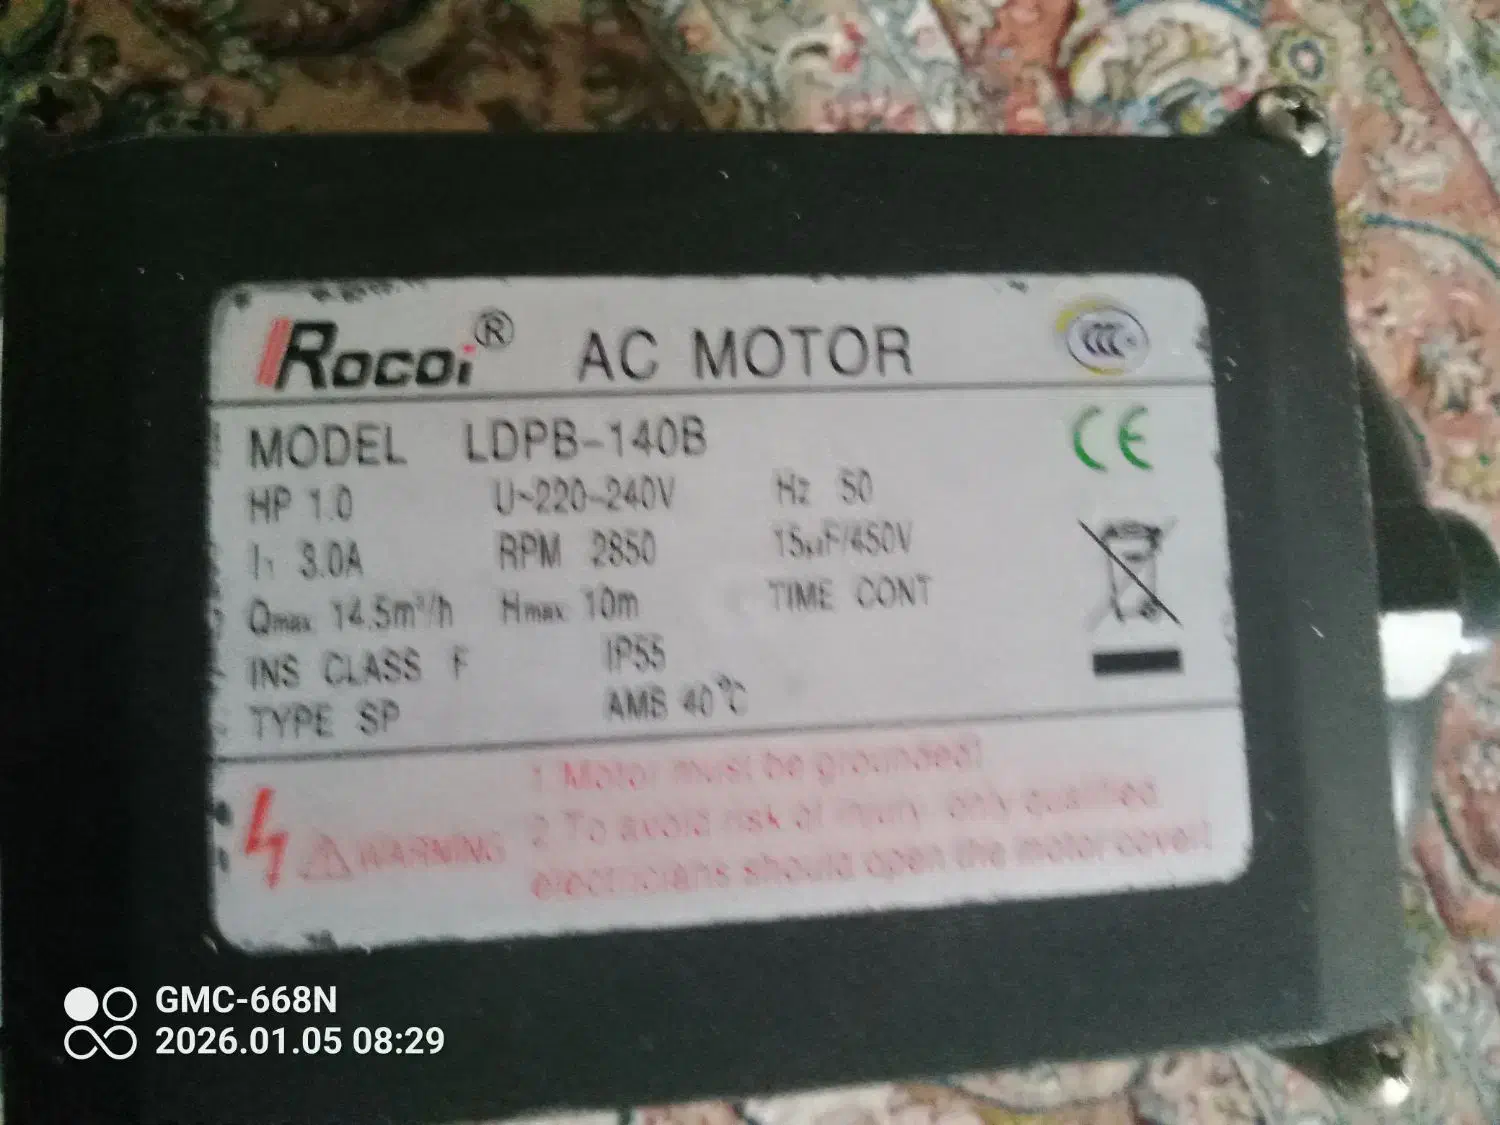 Rocoi® AC MOTOR
CCC
MODEL LDPB-140B
CE
HP 1.0 U~220-240V Hz 50
I₁ 3.0A RPM 2850 15µF/450V
Qmax 14.5m³/h Hmax 10m TIME CONT
INS CLASS F IP55
TYPE SP AMB 40°C
1.Motor must be grounded!
WARNING 2.To avoid risk of injury only qualified
electricians should open the motor cover!
GMC-668N
2026.01.05 08:29